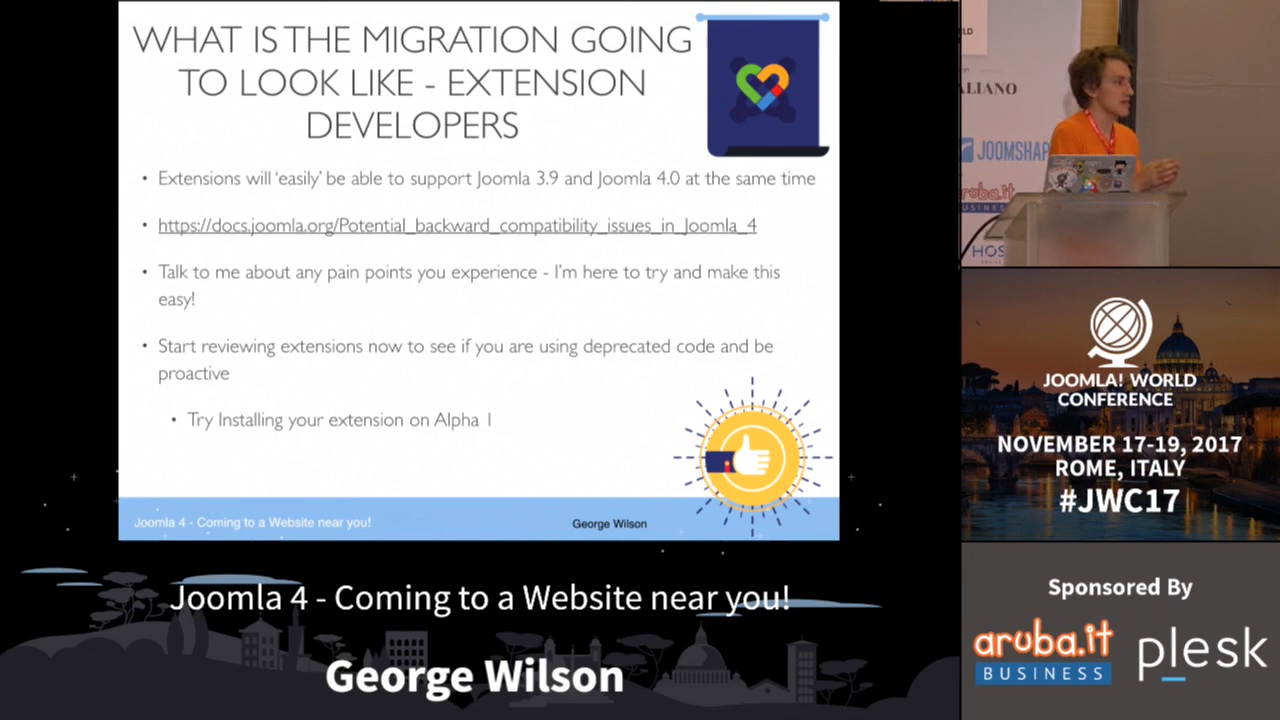 WHAT IS THE MIGRATION GOING
TO LOOK LIKE - EXTENSION
DEVELOPERS
• Extensions will 'easily' be able to support Joomla 3.9 and Joomla 4.0 at the same time
• https://docs.joomla.org/Potential_backward_compatibility_issues_in_Joomla_4
• Talk to me about any pain points you experience - I'm here to try and make this
easy!
• Start reviewing extensions now to see if you are using deprecated code and be
proactive
• Try Installing your extension on Alpha 1
Joomla 4 - Coming to a Website near you!
George Wilson
Joomla 4 - Coming to a Website near you!
George Wilson
LIANO
JOOMSHAP
aruba.it
BUSINE
HOS
JOOMLA! WORLD
CONFERENCE
NOVEMBER 17-19, 2017
ROME, ITALY
#JWC17
Sponsored By
aruba.it
BUSINESS
plesk